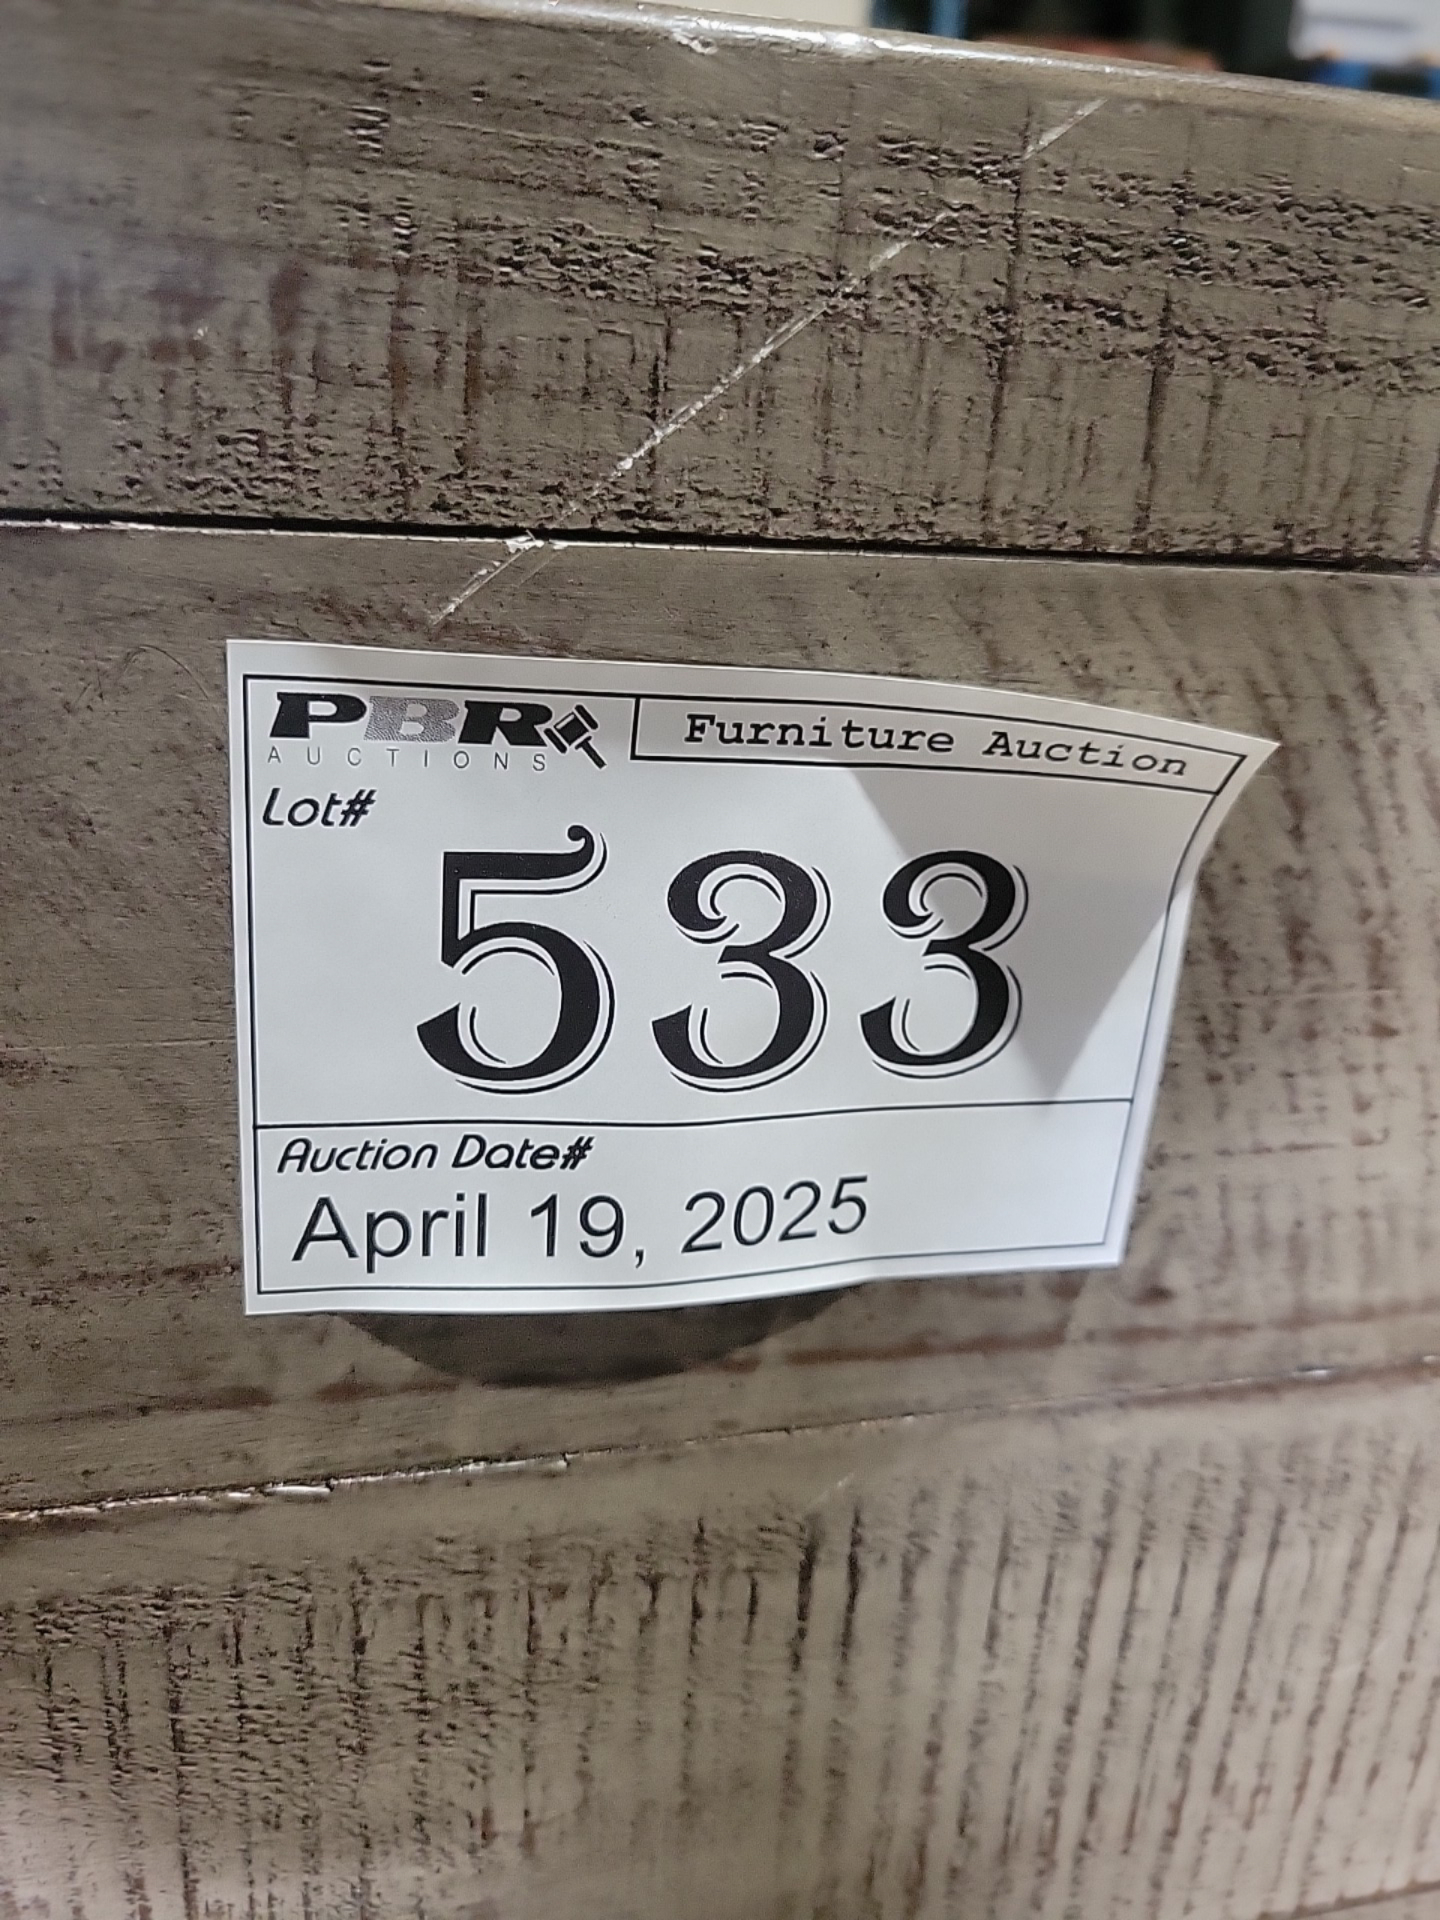 PBR
AUCTIONS
Furniture Auction
Lot#
533
Auction Date#
April 19, 2025